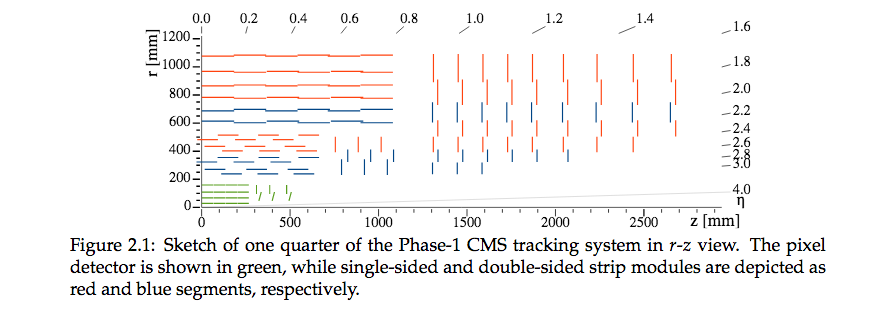 0.0 0.2 0.4 0.6 0.8 1.0 1.2 1.4 1.6
r [mm]
1200
1000
800
600
400
200
0
1.8
2.0
2.2
2.4
2.6
2.8
3.0
4.0
η
0 500 1000 1500 2000 2500
z [mm]
Figure 2.1: Sketch of one quarter of the Phase-1 CMS tracking system in r-z view. The pixel
detector is shown in green, while single-sided and double-sided strip modules are depicted as
red and blue segments, respectively.